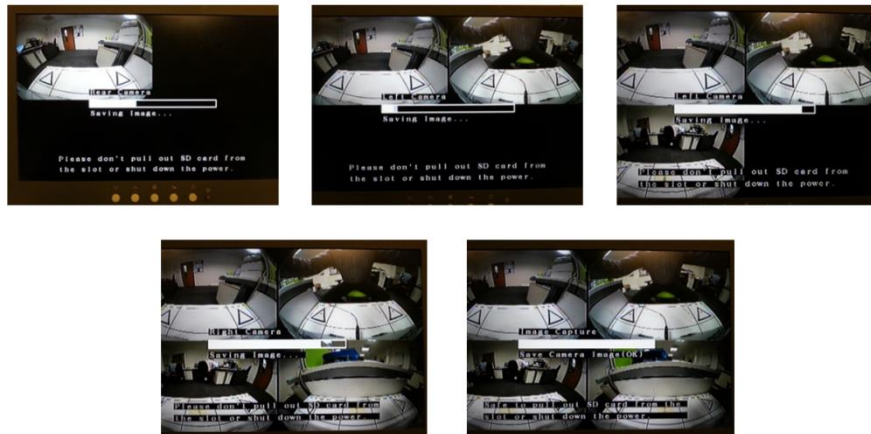 Rear Camera
Saving Image...
Please don't pull out SD card from
the slot or shut down the power.
Left Camera
Saving Image...
Please don't pull out SD card from
the slot or shut down the power.
Left Camera
Saving Image...
Please don't pull out SD card from
the slot or shut down the power.
Right Camera
Saving Image...
Please don't pull out SD card from
the slot or shut down the power.
Image Capture
Save Camera Image(OK)
Safe to pull out SD card from the
slot or shut down the power.